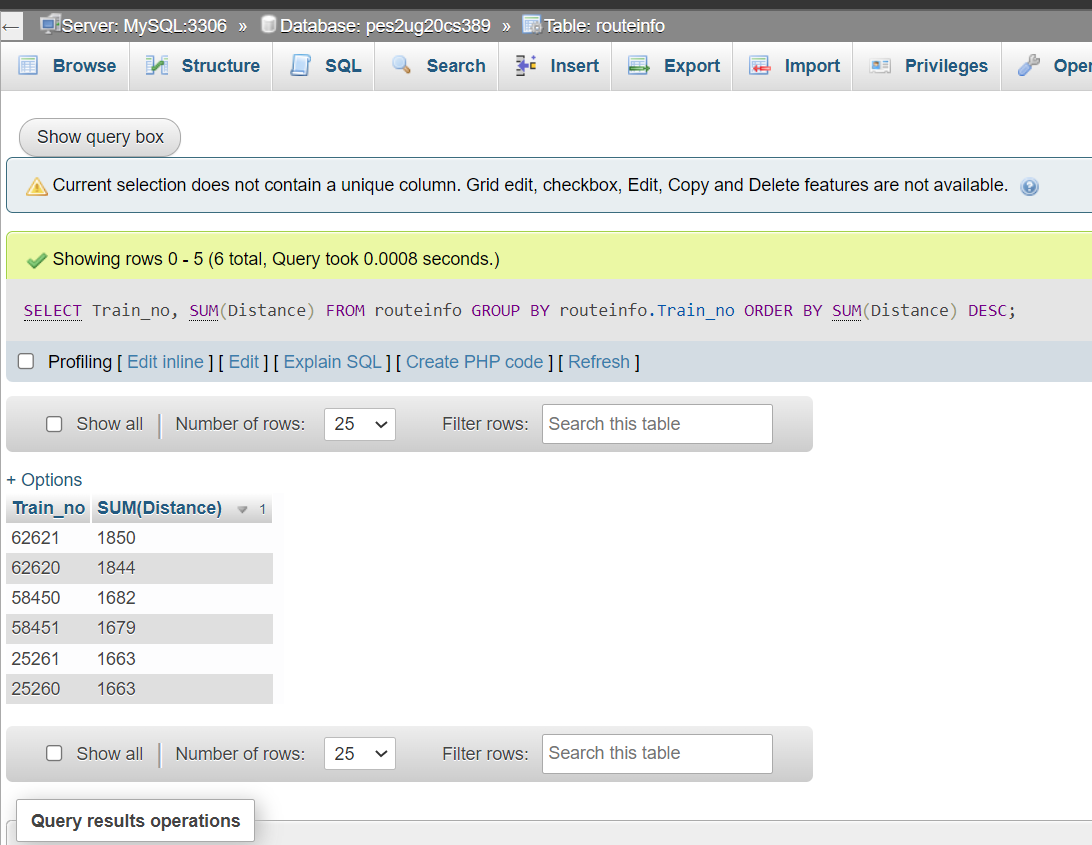 Server: MySQL:3306 » Database: pes2ug20cs389 » Table: routeinfo
Browse Structure SQL Search Insert Export Import Privileges Oper
Show query box
Current selection does not contain a unique column. Grid edit, checkbox, Edit, Copy and Delete features are not available.
Showing rows 0 - 5 (6 total, Query took 0.0008 seconds.)
SELECT Train_no, SUM(Distance) FROM routeinfo GROUP BY routeinfo.Train_no ORDER BY SUM(Distance) DESC;
Profiling [ Edit inline ] [ Edit ] [ Explain SQL ] [ Create PHP code ] [ Refresh ]
Show all | Number of rows: 25 Filter rows: Search this table
+ Options
Train_no SUM(Distance) 1
62621 1850
62620 1844
58450 1682
58451 1679
25261 1663
25260 1663
Show all | Number of rows: 25 Filter rows: Search this table
Query results operations